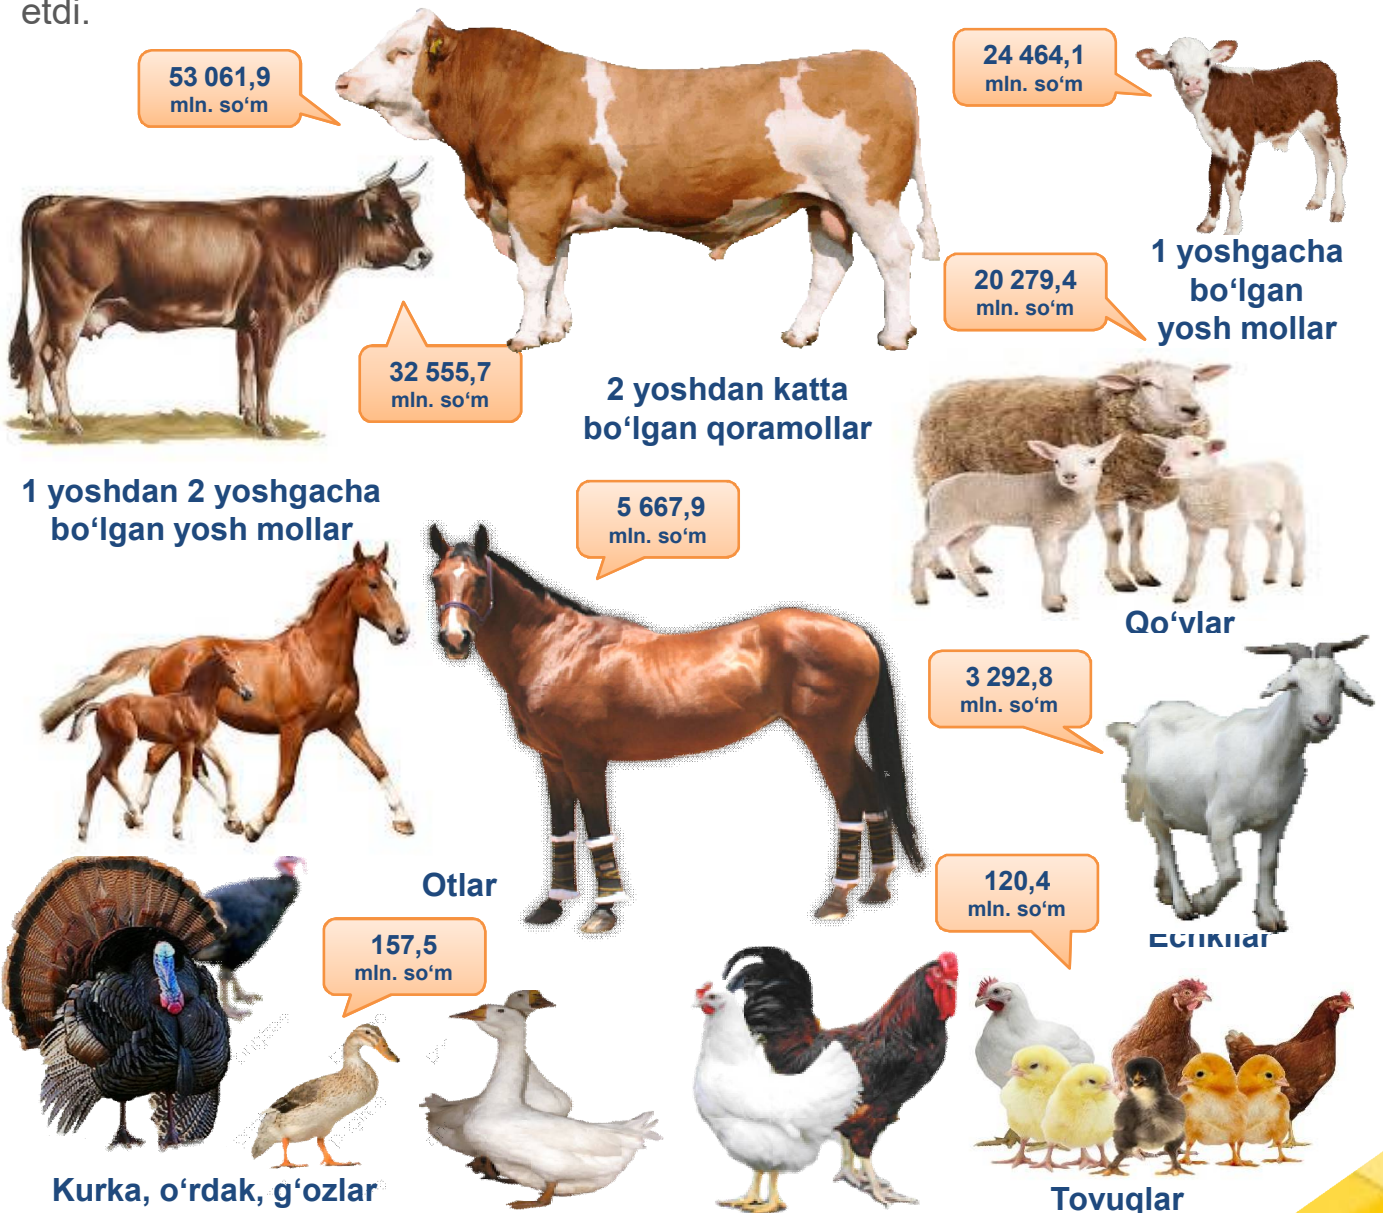 etdi.
53 061,9
mln. so‘m
24 464,1
mln. so‘m
1 yoshgacha
bo‘lgan
yosh mollar
20 279,4
mln. so‘m
32 555,7
mln. so‘m
2 yoshdan katta
bo‘lgan qoramollar
1 yoshdan 2 yoshgacha
bo‘lgan yosh mollar
5 667,9
mln. so‘m
Qo‘ylar
3 292,8
mln. so‘m
Otlar
120,4
mln. so‘m
Echkilar
157,5
mln. so‘m
Kurka, o‘rdak, g‘ozlar
Tovuqlar